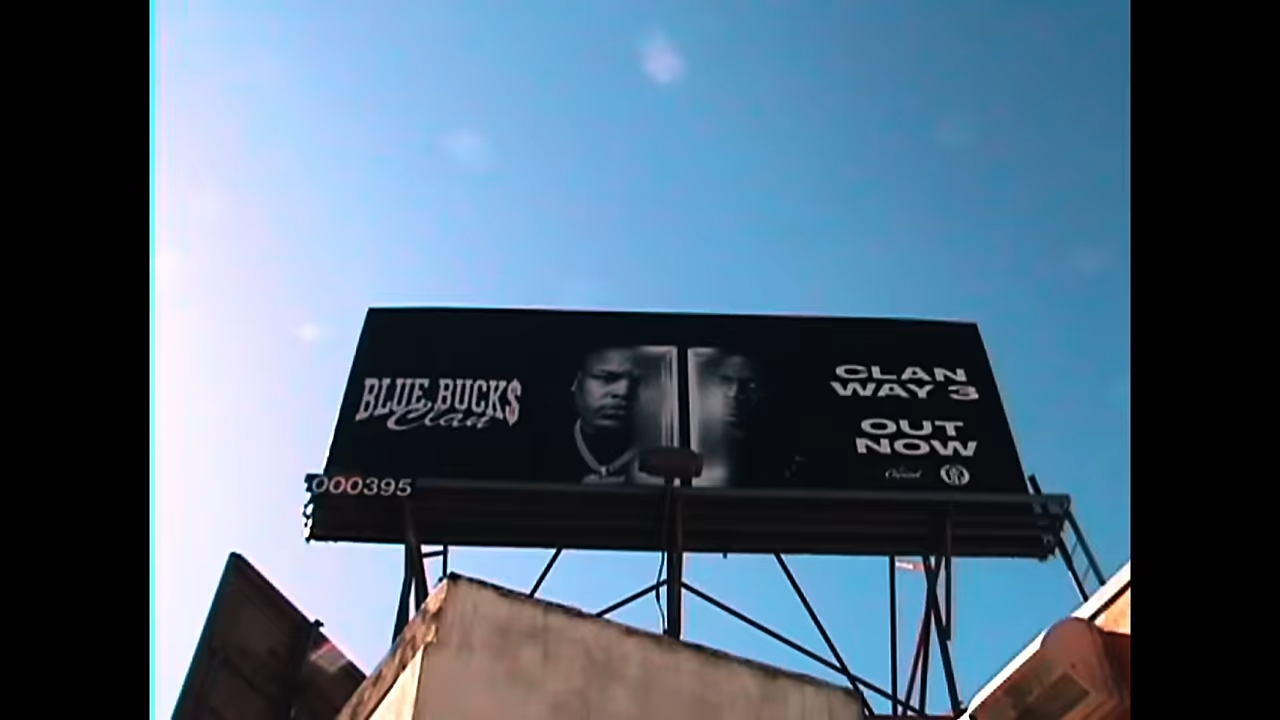 BLUE BUCK$
Clan
CLAN
WAY 3
OUT
NOW
Capitol
000395